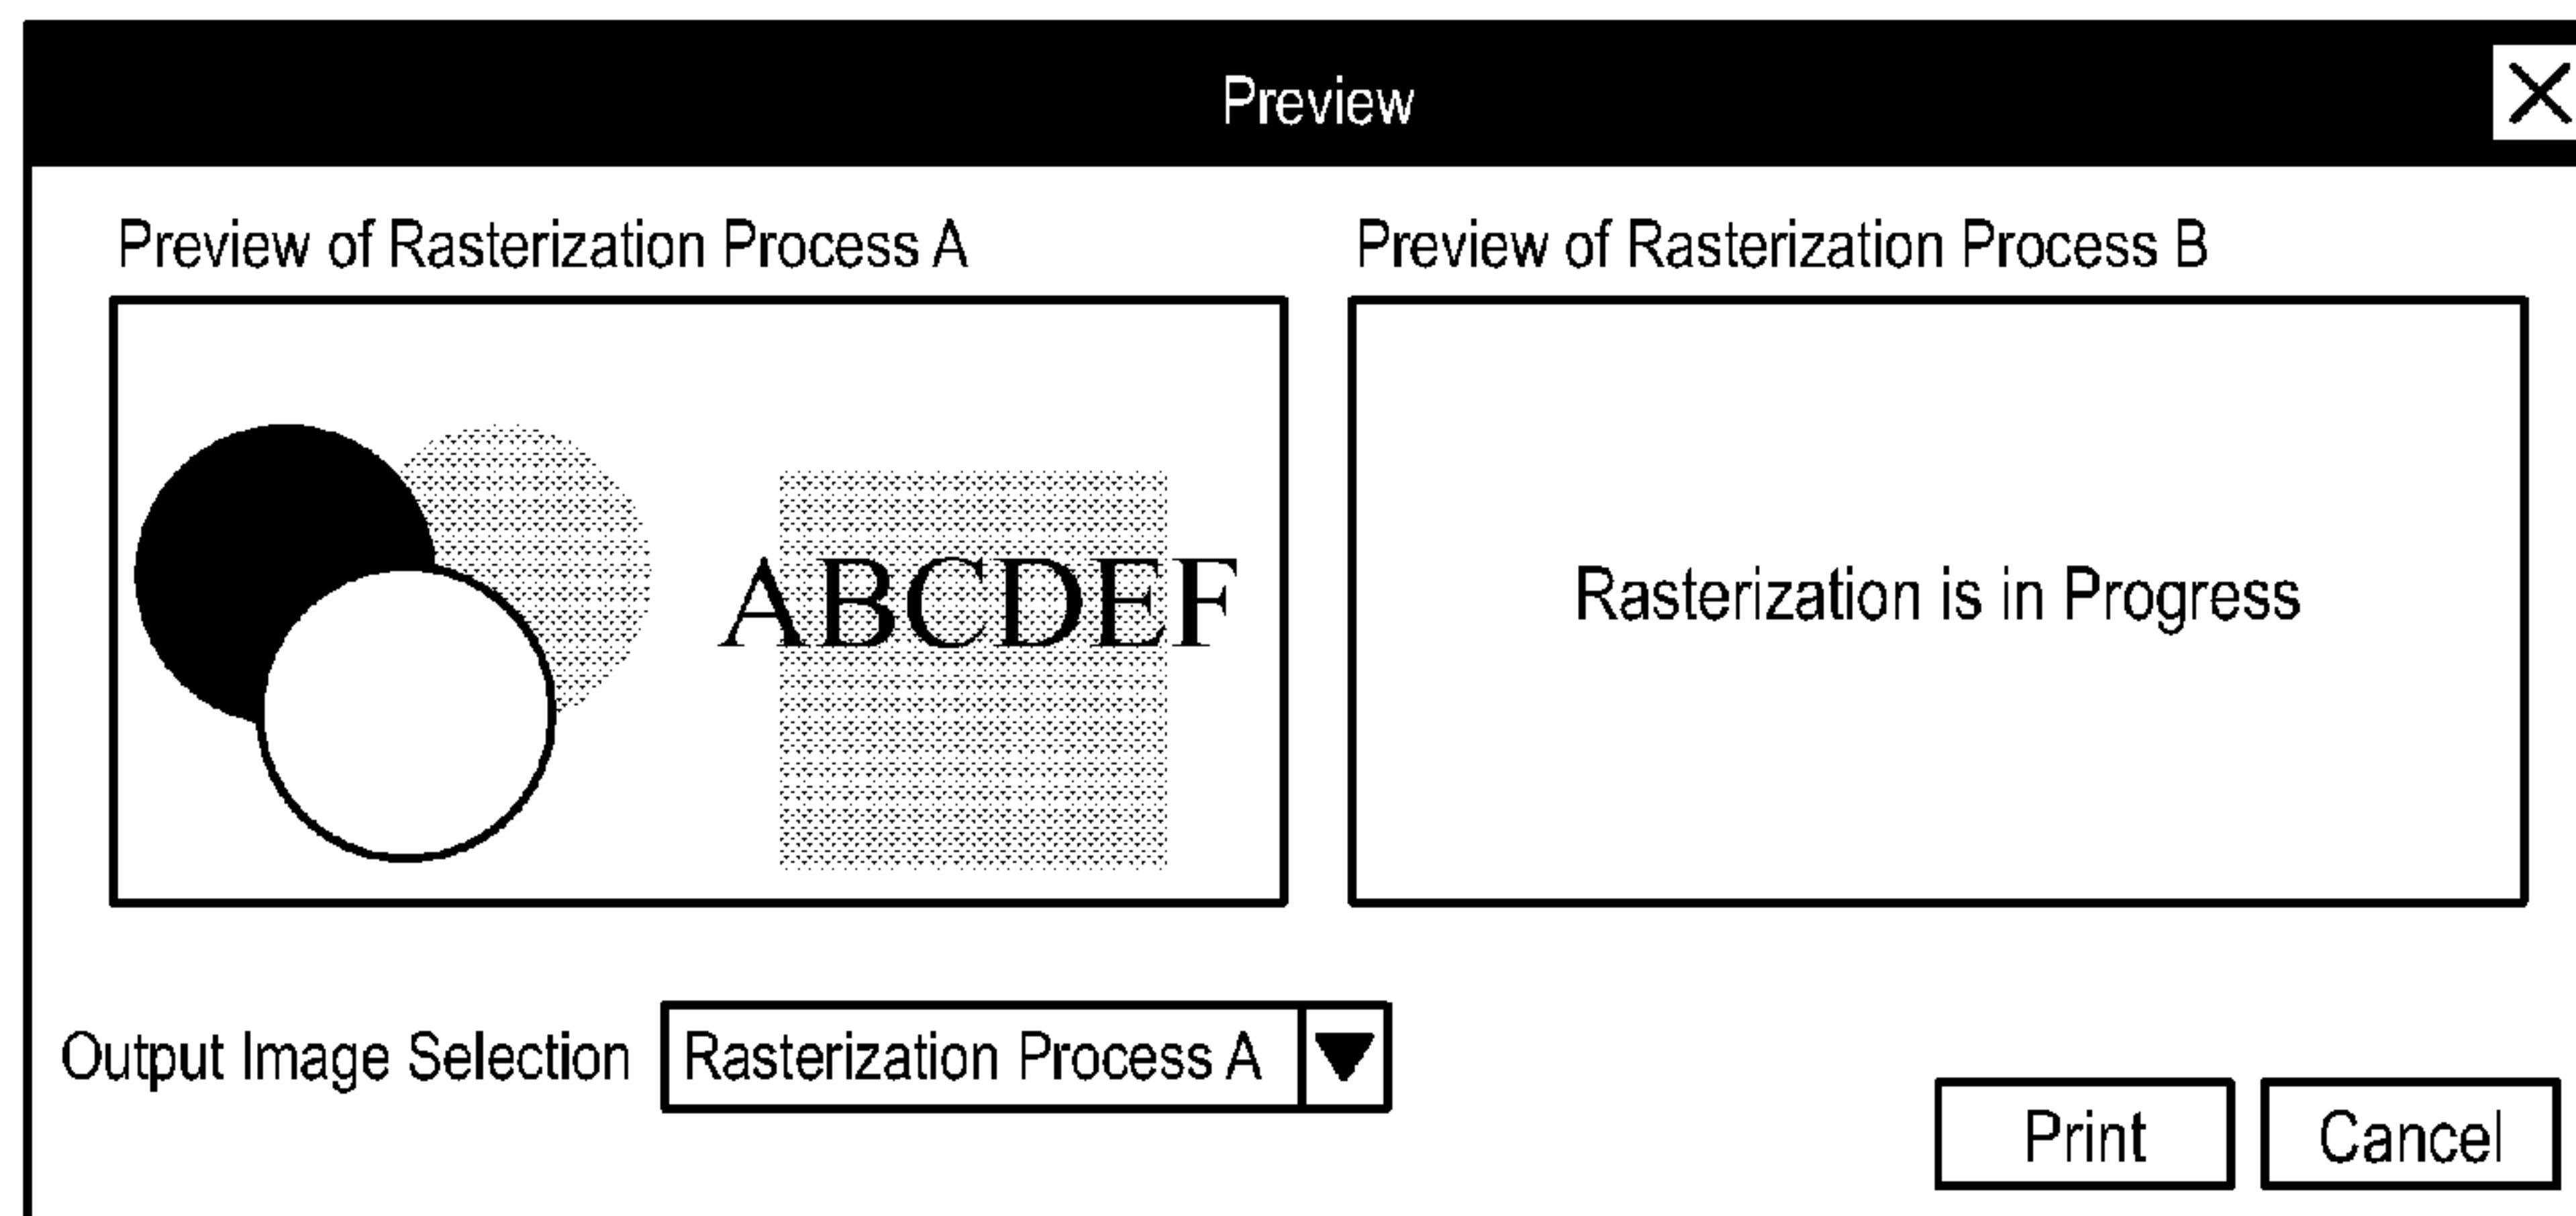 Preview
Preview of Rasterization Process A
Preview of Rasterization Process B
ABCDEF
Rasterization is in Progress
Output Image Selection
Rasterization Process A
Print
Cancel